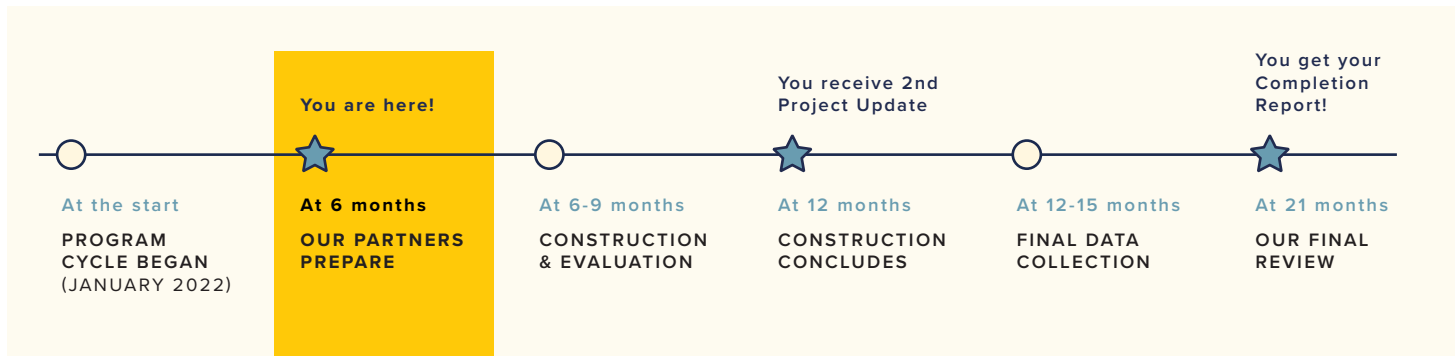 You are here!
You receive 2nd
Project Update
You get your
Completion
Report!
At the start
PROGRAM
CYCLE BEGAN
(JANUARY 2022)
At 6 months
OUR PARTNERS
PREPARE
At 6-9 months
CONSTRUCTION
& EVALUATION
At 12 months
CONSTRUCTION
CONCLUDES
At 12-15 months
FINAL DATA
COLLECTION
At 21 months
OUR FINAL
REVIEW